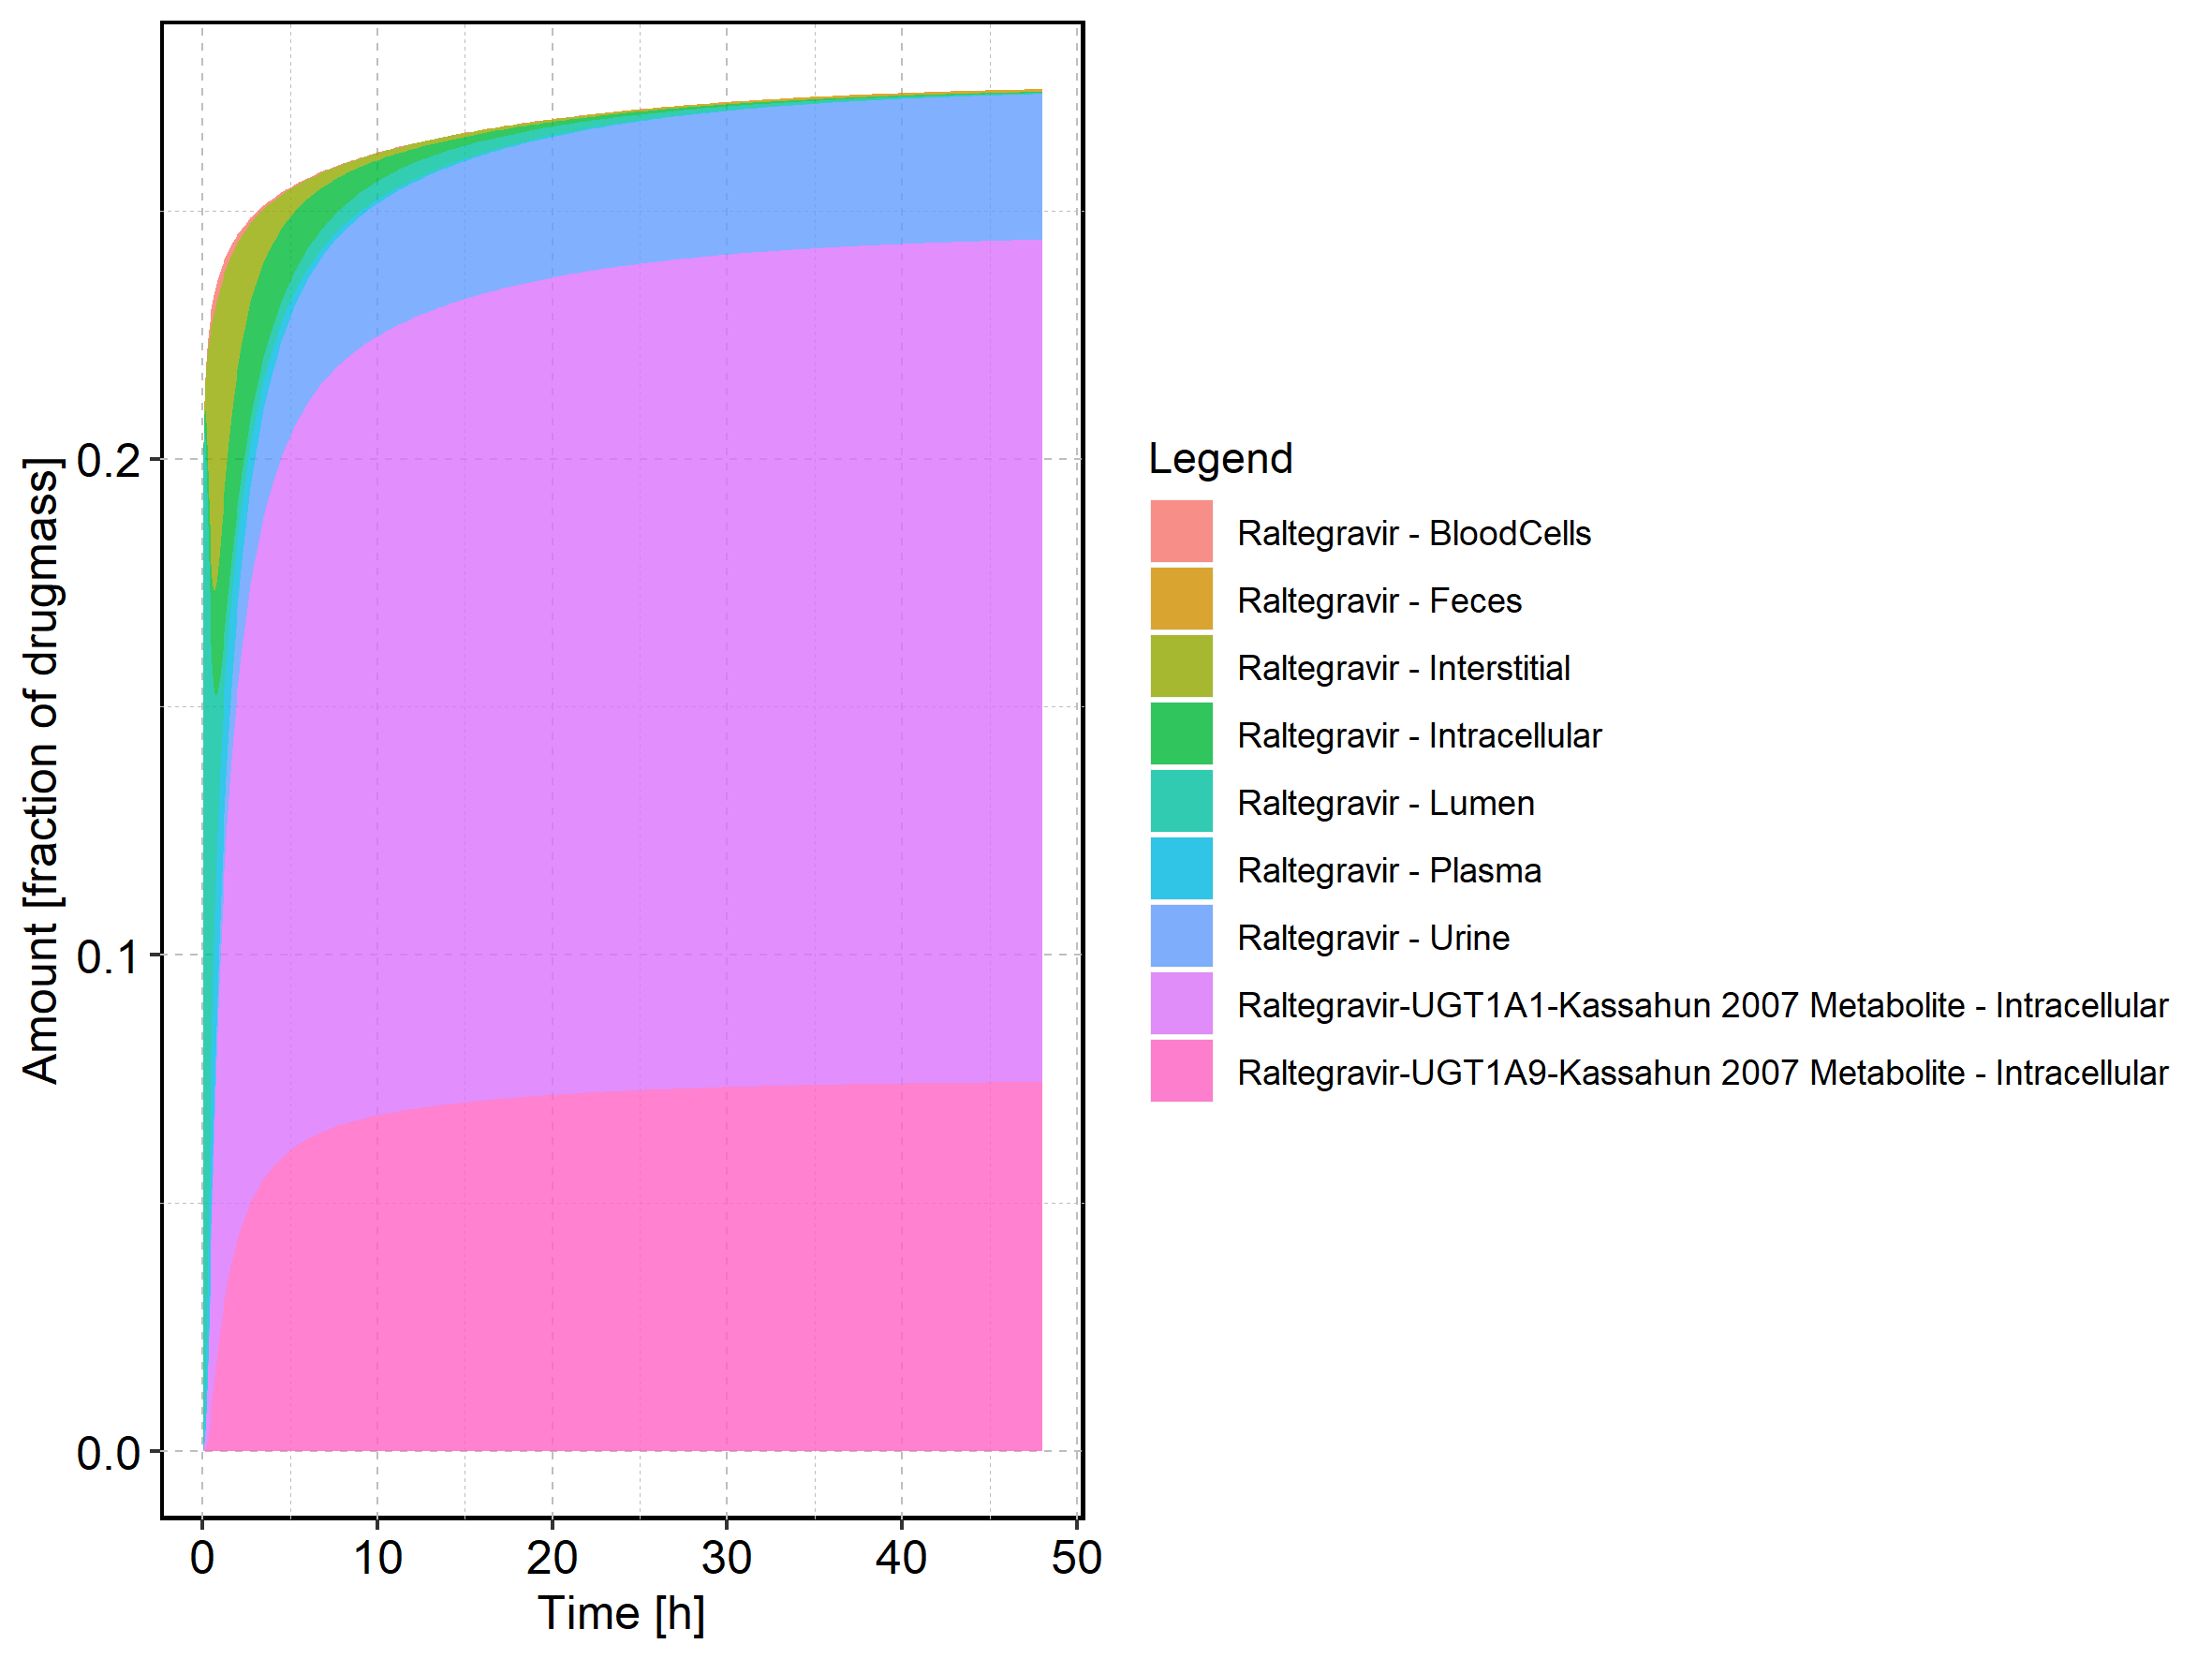 Amount [fraction of drugmass]
0.2
0.1
0.0
0 10 20 30 40 50
Time [h]
Legend
Raltegravir - BloodCells
Raltegravir - Feces
Raltegravir - Interstitial
Raltegravir - Intracellular
Raltegravir - Lumen
Raltegravir - Plasma
Raltegravir - Urine
Raltegravir-UGT1A1-Kassahun 2007 Metabolite - Intracellular
Raltegravir-UGT1A9-Kassahun 2007 Metabolite - Intracellular